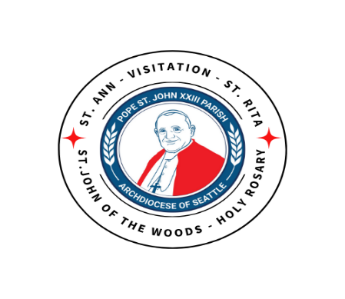 ST. ANN - VISITATION - ST. RITA
ST. JOHN OF THE WOODS - HOLY ROSARY
POPE ST. JOHN XXIII PARISH
ARCHDIOCESE OF SEATTLE